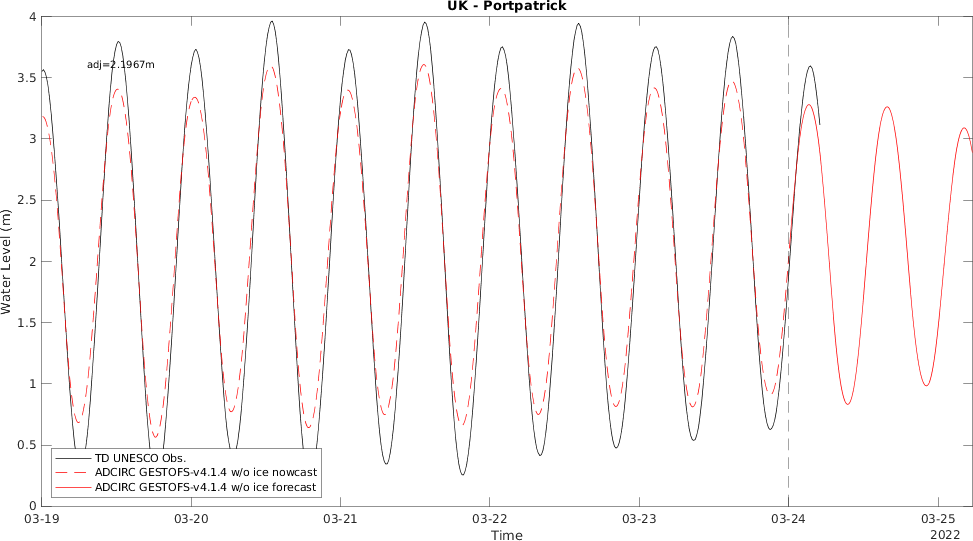 UK - Portpatrick
4
adj=2.1967m
3.5
3
2.5
2
1.5
1
0.5
0
Water Level (m)
TD UNESCO Obs.
ADCIRC GESTOFS-v4.1.4 w/o ice nowcast
ADCIRC GESTOFS-v4.1.4 w/o ice forecast
03-19 03-20 03-21 03-22 03-23 03-24 03-25
Time
2022